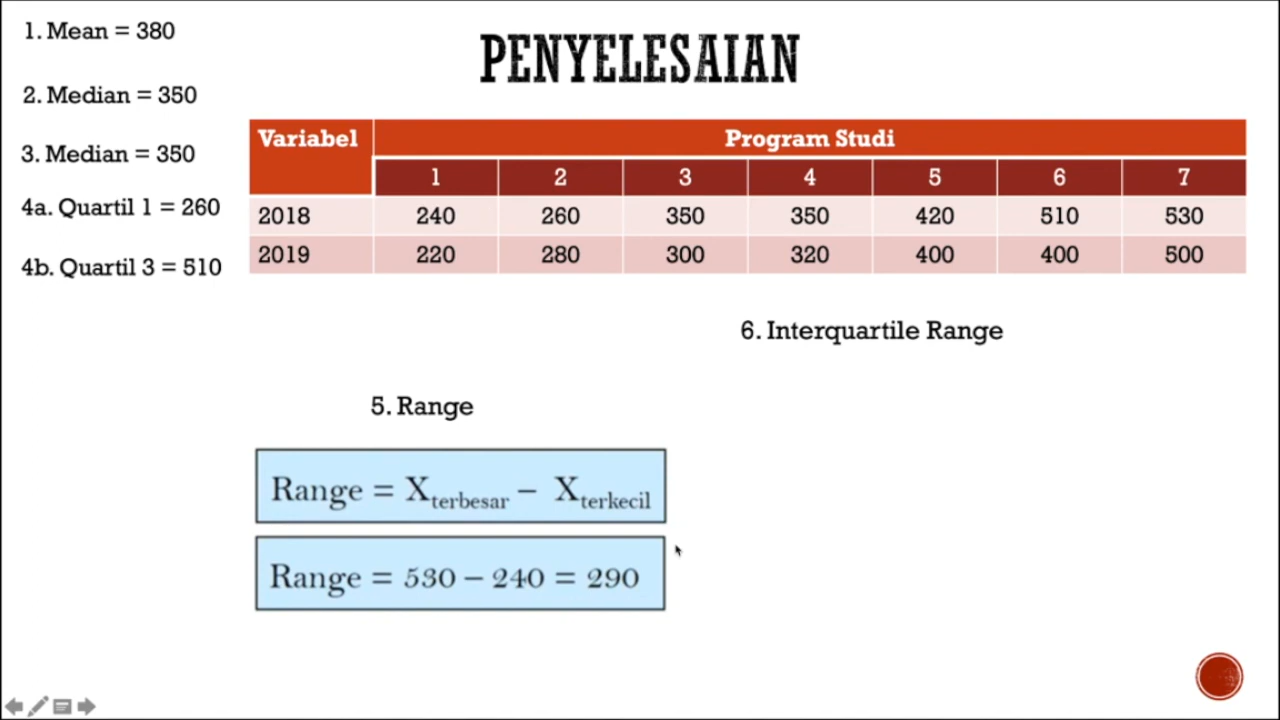 1. Mean = 380
PENYELESAIAN
2. Median = 350
3. Median = 350
4a. Quartil 1 = 260
4b. Quartil 3 = 510
Variabel Program Studi
1 2 3 4 5 6 7
2018 240 260 350 350 420 510 530
2019 220 280 300 320 400 400 500
6. Interquartile Range
5. Range
Range = Xterbesar – Xterkecil
Range = 530 – 240 = 290